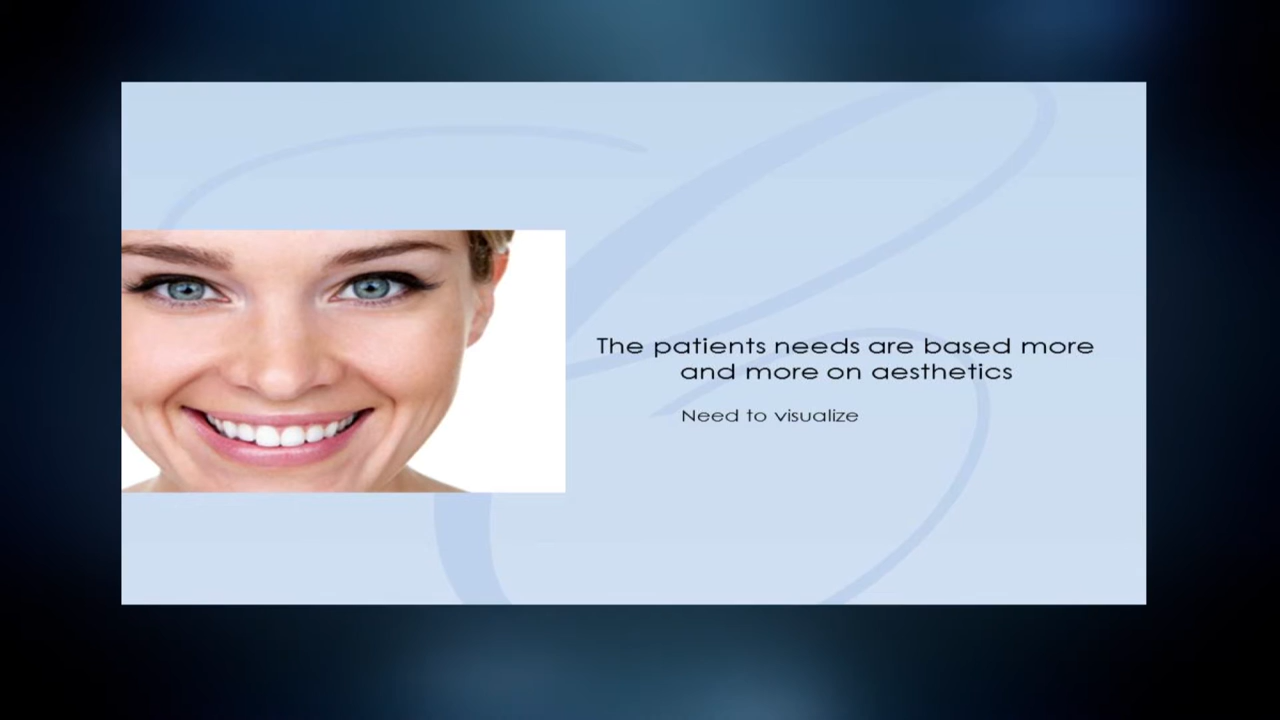 The patients needs are based more
and more on aesthetics
Need to visualize